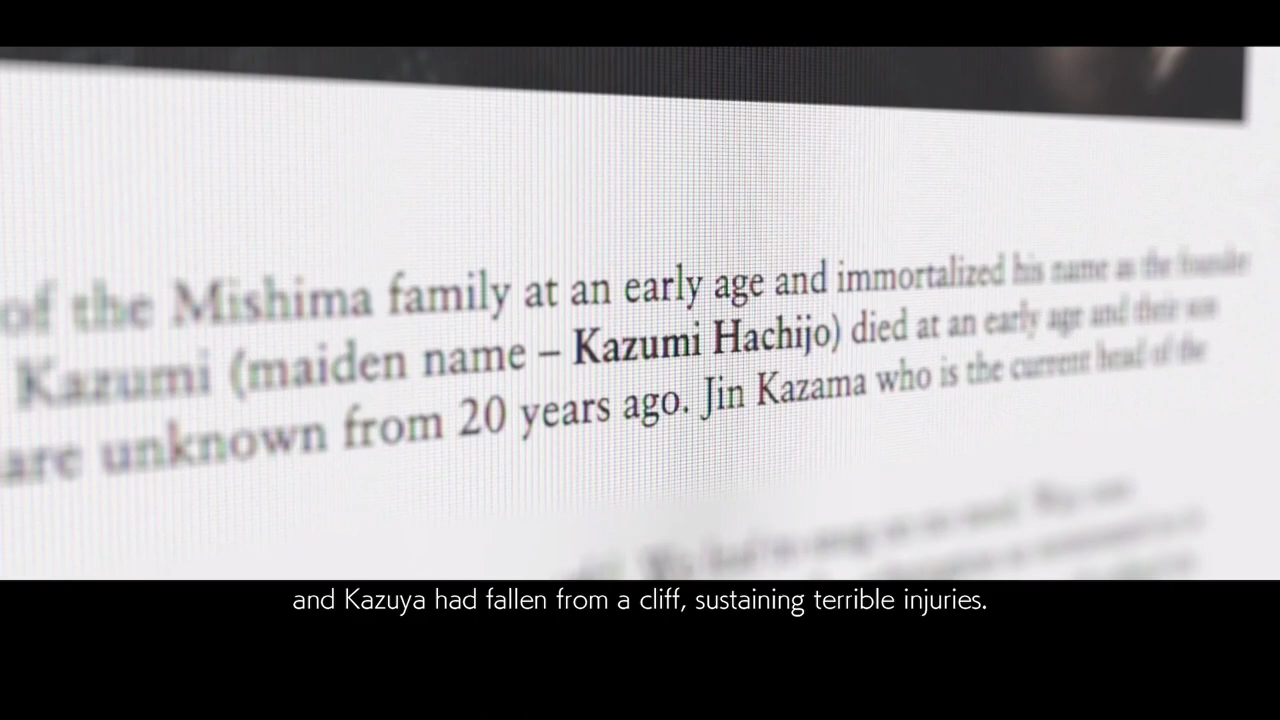 of the Mishima family at an early age and immortalized his name as the founder
Kazumi (maiden name – Kazumi Hachijo) died at an early age and their son
are unknown from 20 years ago. Jin Kazama who is the current head of the
and Kazuya had fallen from a cliff, sustaining terrible injuries.